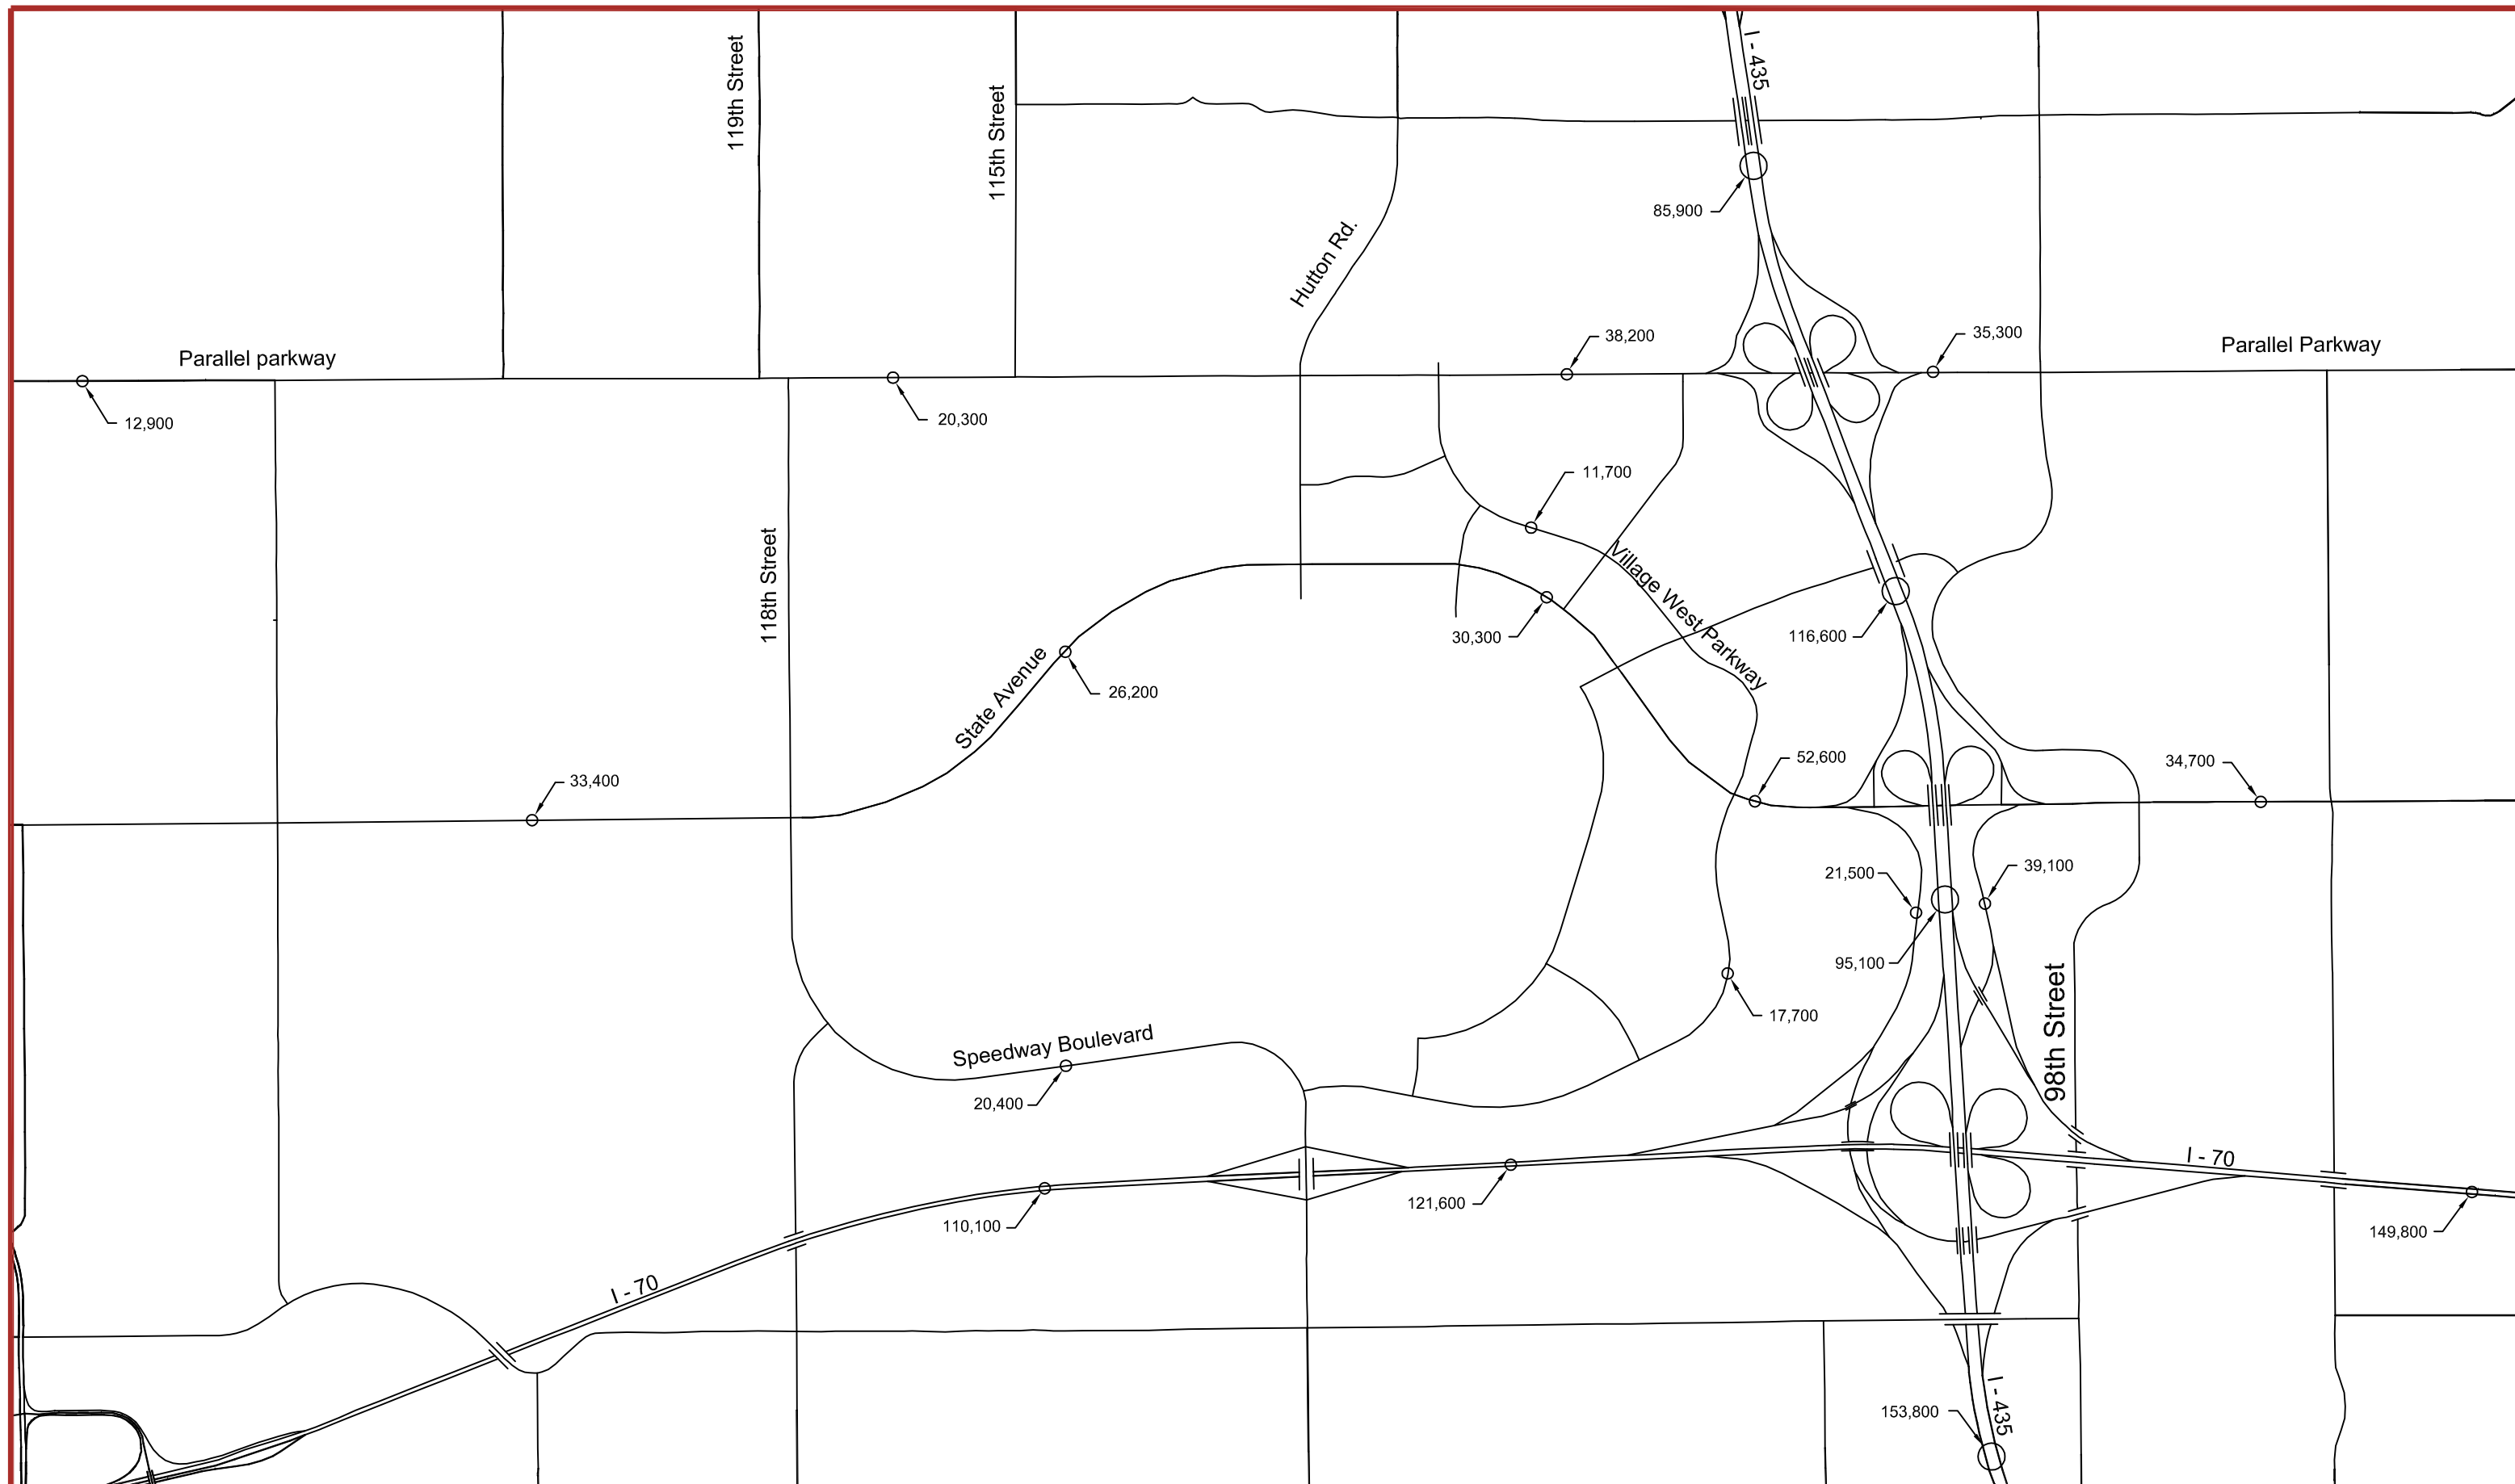 119th Street
I - 435
115th Street
85,900
Hutton Rd.
38,200
35,300
Parallel parkway
Parallel Parkway
12,900
20,300
11,700
118th Street
Village West Parkway
30,300
116,600
State Avenue
26,200
52,600
34,700
33,400
21,500
39,100
95,100
17,700
98th Street
Speedway Boulevard
20,400
I - 70
121,600
110,100
149,800
I - 70
I - 435
153,800